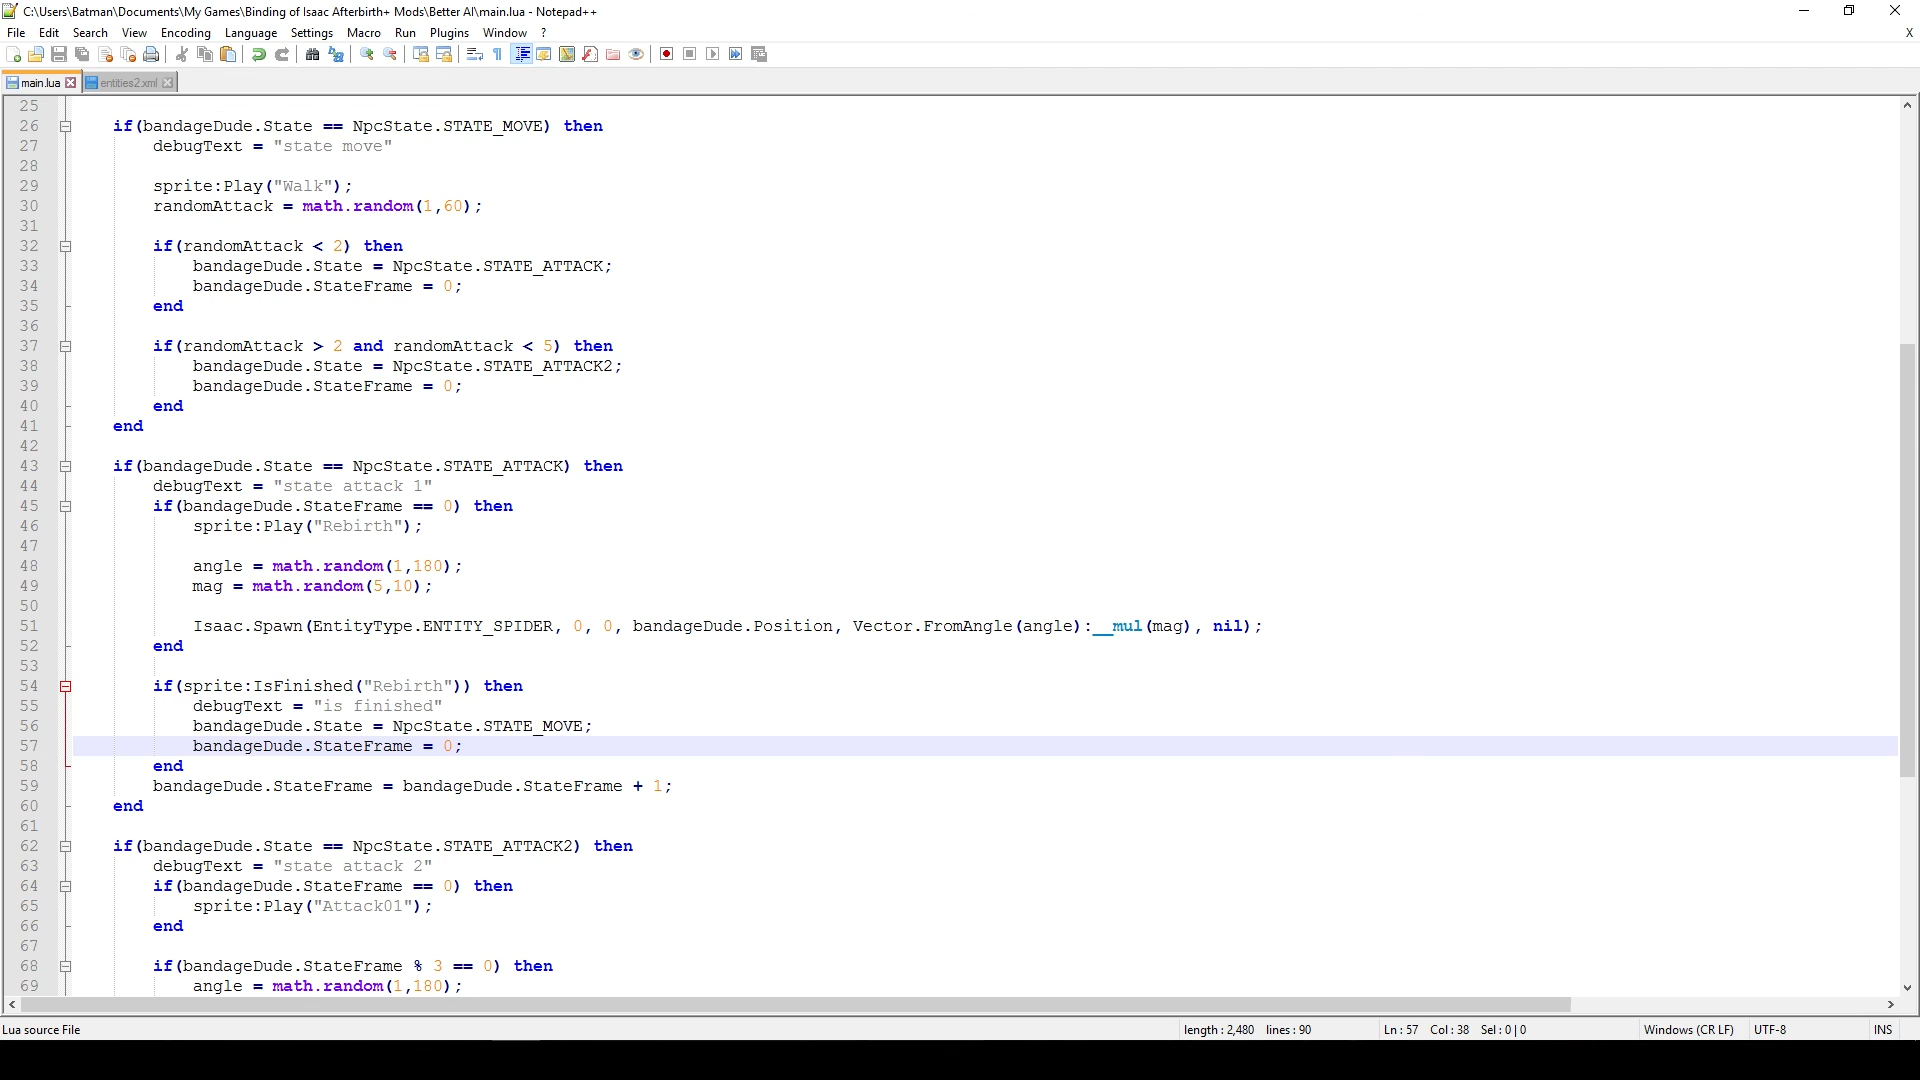 C:\Users\Batman\Documents\My Games\Binding of Isaac Afterbirth+ Mods\Better AI\main.lua - Notepad++
File Edit Search View Encoding Language Settings Macro Run Plugins Window ? X
main.lua entities2.xml
25
26 if(bandageDude.State == NpcState.STATE_MOVE) then
27 debugText = "state move"
28
29 sprite:Play("Walk");
30 randomAttack = math.random(1,60);
31
32 if(randomAttack < 2) then
33 bandageDude.State = NpcState.STATE_ATTACK;
34 bandageDude.StateFrame = 0;
35 end
36
37 if(randomAttack > 2 and randomAttack < 5) then
38 bandageDude.State = NpcState.STATE_ATTACK2;
39 bandageDude.StateFrame = 0;
40 end
41 end
42
43 if(bandageDude.State == NpcState.STATE_ATTACK) then
44 debugText = "state attack 1"
45 if(bandageDude.StateFrame == 0) then
46 sprite:Play("Rebirth");
47
48 angle = math.random(1,180);
49 mag = math.random(5,10);
50
51 Isaac.Spawn(EntityType.ENTITY_SPIDER, 0, 0, bandageDude.Position, Vector.FromAngle(angle):__mul(mag), nil);
52 end
53
54 if(sprite:IsFinished("Rebirth")) then
55 debugText = "is finished"
56 bandageDude.State = NpcState.STATE_MOVE;
57 bandageDude.StateFrame = 0;
58 end
59 bandageDude.StateFrame = bandageDude.StateFrame + 1;
60 end
61
62 if(bandageDude.State == NpcState.STATE_ATTACK2) then
63 debugText = "state attack 2"
64 if(bandageDude.StateFrame == 0) then
65 sprite:Play("Attack01");
66 end
67
68 if(bandageDude.StateFrame % 3 == 0) then
69 angle = math.random(1,180);
Lua source File length : 2,480 lines : 90 Ln : 57 Col : 38 Sel : 0 | 0 Windows (CR LF) UTF-8 INS